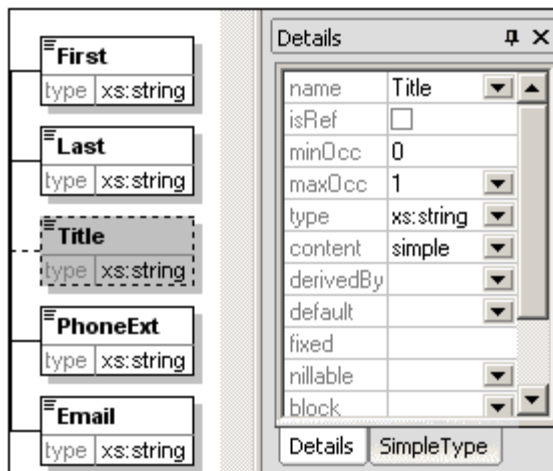 First
type xs:string
Last
type xs:string
Title
type xs:string
PhoneExt
type xs:string
Email
type xs:string
Details
name Title
isRef
minOcc 0
maxOcc 1
type xs:string
content simple
derivedBy
default
fixed
nillable
block
Details SimpleType